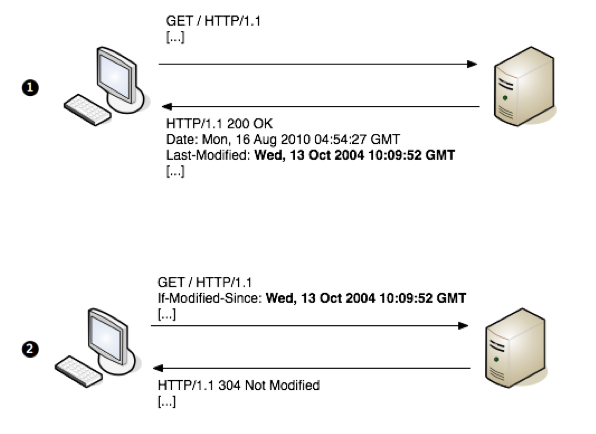 GET / HTTP/1.1
[...]
1
HTTP/1.1 200 OK
Date: Mon, 16 Aug 2010 04:54:27 GMT
Last-Modified: Wed, 13 Oct 2004 10:09:52 GMT
[...]
GET / HTTP/1.1
If-Modified-Since: Wed, 13 Oct 2004 10:09:52 GMT
[...]
2
HTTP/1.1 304 Not Modified
[...]